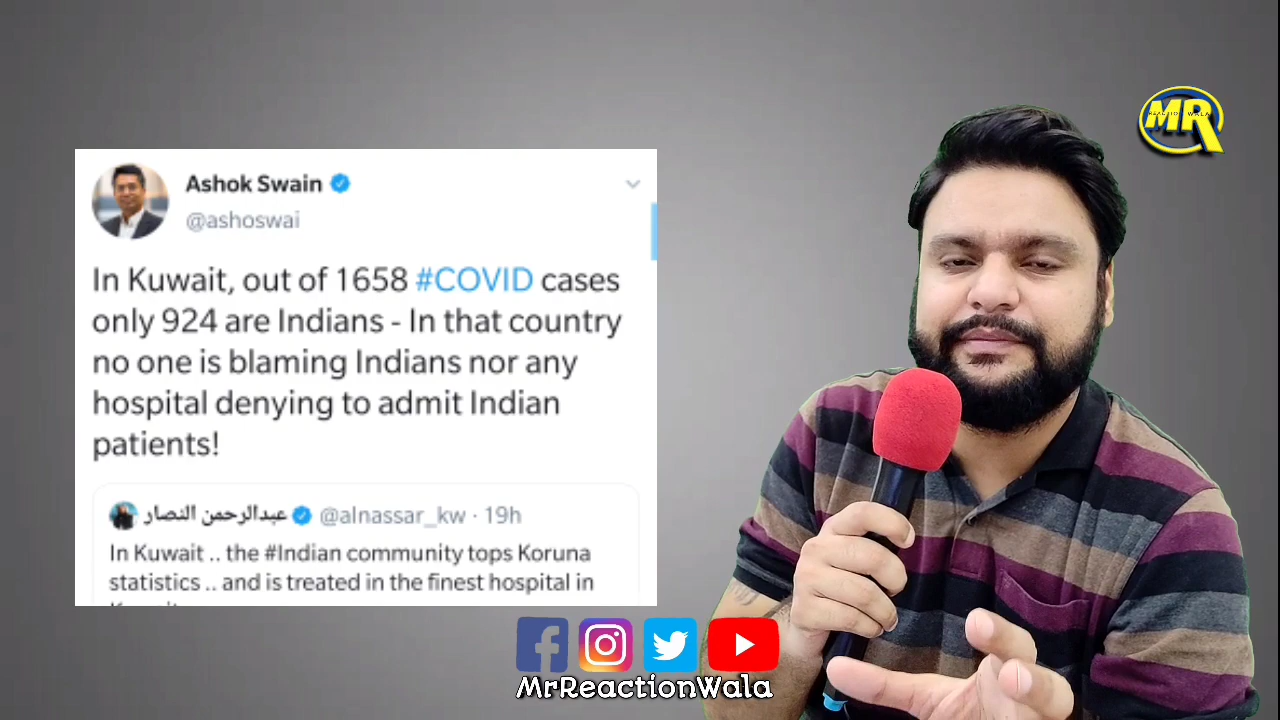 Ashok Swain
@ashoswai
In Kuwait, out of 1658 #COVID cases
only 924 are Indians - In that country
no one is blaming Indians nor any
hospital denying to admit Indian
patients!
عبدالرحمن النصار @alnassar_kw · 19h
In Kuwait .. the #Indian community tops Koruna
statistics .. and is treated in the finest hospital in
MR
REACTION WALA
MrReactionWala